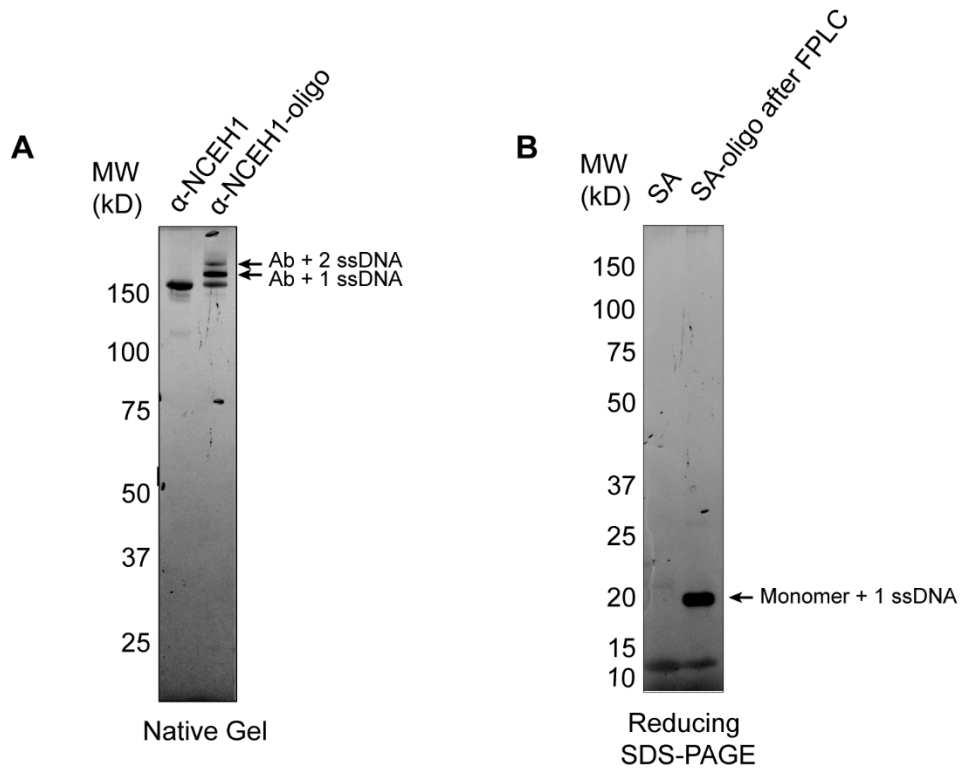 A
MW
(kD)
α-NCEH1
α-NCEH1-oligo
Ab + 2 ssDNA
Ab + 1 ssDNA
150
100
75
50
37
25
Native Gel
B
MW
(kD)
SA
SA-oligo after FPLC
150
100
75
50
37
25
20
15
10
Monomer + 1 ssDNA
Reducing
SDS-PAGE